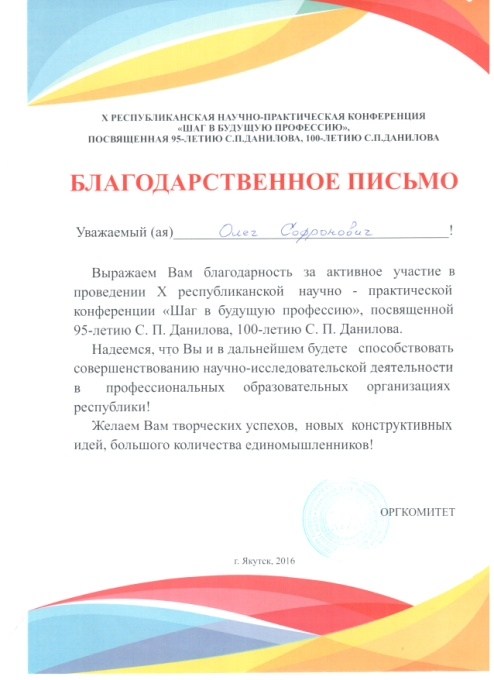 X РЕСПУБЛИКАНСКАЯ НАУЧНО-ПРАКТИЧЕСКАЯ КОНФЕРЕНЦИЯ
«ШАГ В БУДУЩУЮ ПРОФЕССИЮ»,
ПОСВЯЩЕННАЯ 95-ЛЕТИЮ С.П.ДАНИЛОВА, 100-ЛЕТИЮ С.П.ДАНИЛОВА
БЛАГОДАРСТВЕННОЕ ПИСЬМО
Уважаемый (ая) Олег Софронович !
Выражаем Вам благодарность за активное участие в
проведении X республиканской научно - практической
конференции «Шаг в будущую профессию», посвященной
95-летию С. П. Данилова, 100-летию С. П. Данилова.
Надеемся, что Вы и в дальнейшем будете способствовать
совершенствованию научно-исследовательской деятельности
в профессиональных образовательных организациях
республики!
Желаем Вам творческих успехов, новых конструктивных
идей, большого количества единомышленников!
ОРГКОМИТЕТ
г. Якутск, 2016